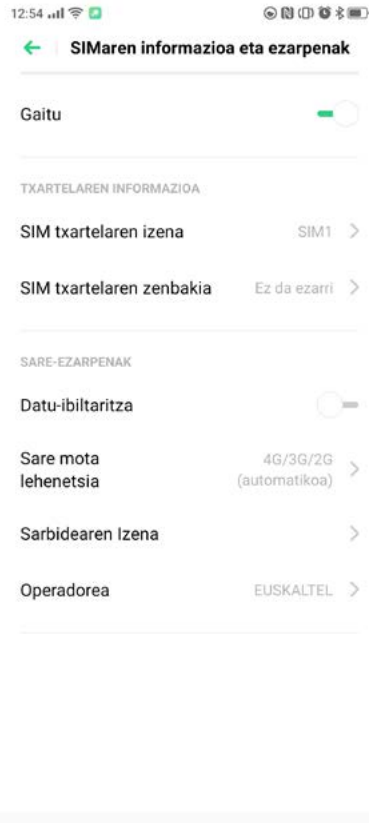 12:54
SIMaren informazioa eta ezarpenak
Gaitu
TXARTELAREN INFORMAZIOA
SIM txartelaren izena SIM1
SIM txartelaren zenbakia Ez da ezarri
SARE-EZARPENAK
Datu-ibiltaritza
Sare mota
lehenetsia
4G/3G/2G
(automatikoa)
Sarbidearen Izena
Operadorea EUSKALTEL